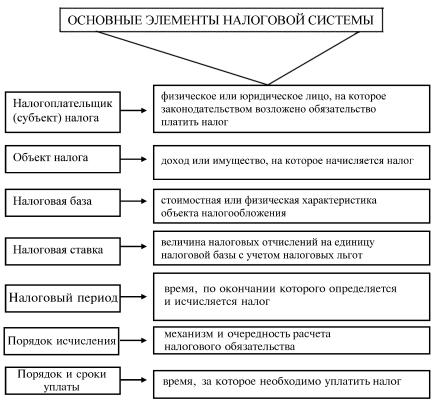 ОСНОВНЫЕ ЭЛЕМЕНТЫ НАЛОГОВОЙ СИСТЕМЫ
Налогоплательщик
(субъект) налога
физическое или юридическое лицо, на которое
законодательством возложено обязательство
платить налог
Объект налога
доход или имущество, на которое начисляется налог
Налоговая база
стоимостная или физическая характеристика
объекта налогообложения
Налоговая ставка
величина налоговых отчислений на единицу
налоговой базы с учетом налоговых льгот
Налоговый период
время, по окончании которого определяется
и исчисляется налог
Порядок исчисления
механизм и очередность расчета
налогового обязательства
Порядок и сроки
уплаты
время, за которое необходимо уплатить налог